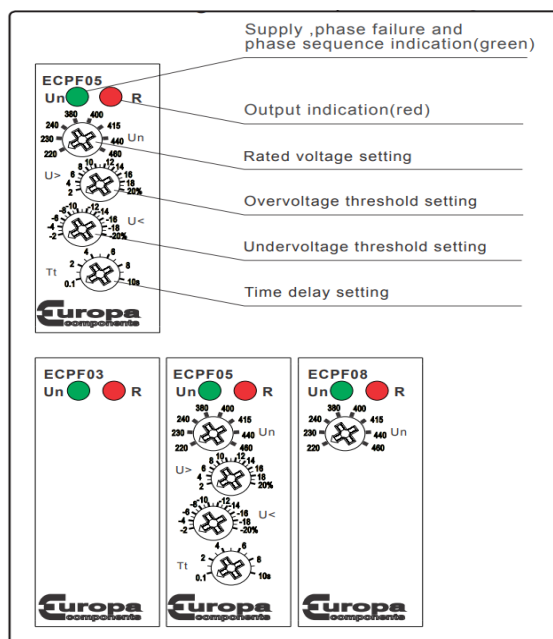 Supply ,phase failure and
phase sequence indication(green)
ECPF05
Un R
Output indication(red)
220 230 240 380 400 415 440 460 Un
Rated voltage setting
U> 2 4 6 8 10 12 14 16 18 20%
Overvoltage threshold setting
-2 -4 -6 -8 -10 -12 -14 -16 -18 -20% U<
Undervoltage threshold setting
Tt 0.1 2 4 6 8 10s
Time delay setting
Europa
components
ECPF03
Un R
Europa
components
ECPF05
Un R
220 230 240 380 400 415 440 460 Un
U> 2 4 6 8 10 12 14 16 18 20%
-2 -4 -6 -8 -10 -12 -14 -16 -18 -20% U<
Tt 0.1 2 4 6 8 10s
Europa
components
ECPF08
Un R
220 230 240 380 400 415 440 460 Un
Europa
components